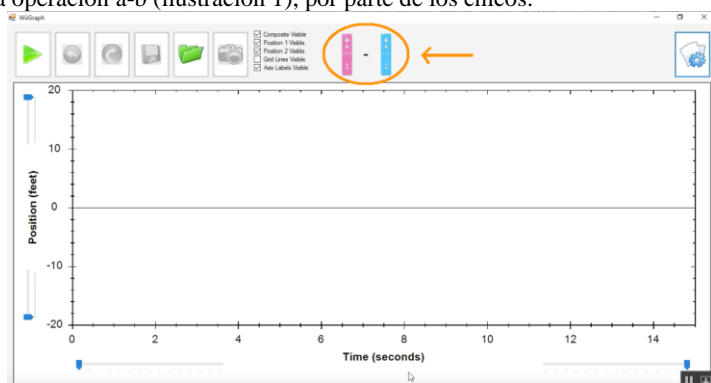 a operación a-b (ilustración 1), por parte de los chicos.
WiiGraph
Composite Visible
Position 1 Visible
Position 2 Visible
Grid Lines Visible
Axis Labels Visible
-
20
10
0
-10
-20
Position (feet)
0 2 4 6 8 10 12 14
Time (seconds)